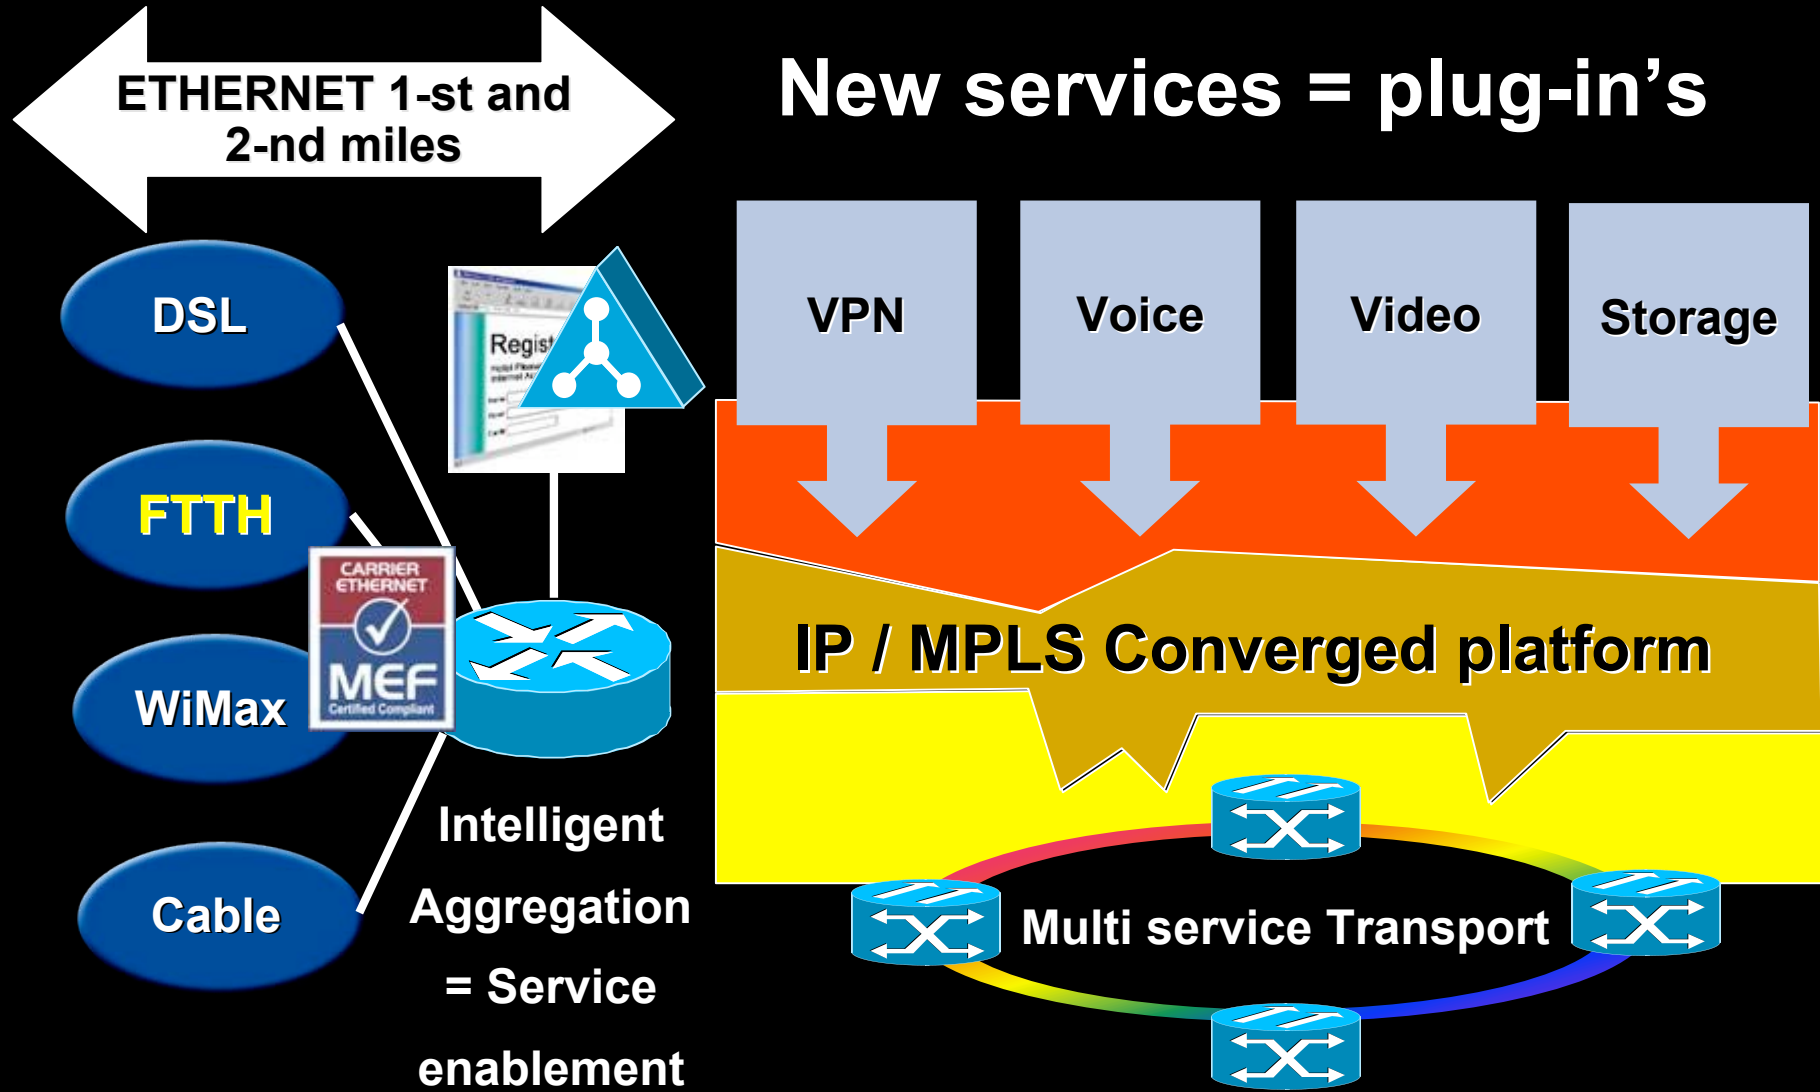 ETHERNET 1-st and
2-nd miles
New services = plug-in's
DSL
FTTH
WiMax
Cable
Regist
CARRIER
ETHERNET
MEF
Certified Compliant
Intelligent
Aggregation
= Service
enablement
VPN
Voice
Video
Storage
IP / MPLS Converged platform
Multi service Transport